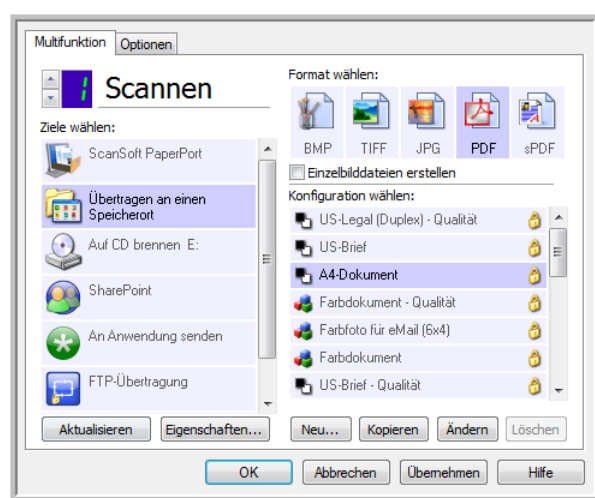 Multifunktion
Optionen
1
Scannen
Ziele wählen:
ScanSoft PaperPort
Übertragen an einen
Speicherort
Auf CD brennen E:
SharePoint
An Anwendung senden
FTP-Übertragung
Aktualisieren
Eigenschaften...
Format wählen:
BMP
TIFF
JPG
PDF
sPDF
Einzelbilddateien erstellen
Konfiguration wählen:
US-Legal (Duplex) - Qualität
US-Brief
A4-Dokument
Farbdokument - Qualität
Farbfoto für eMail (6x4)
Farbdokument
US-Brief - Qualität
Neu...
Kopieren
Ändern
Löschen
OK
Abbrechen
Übernehmen
Hilfe